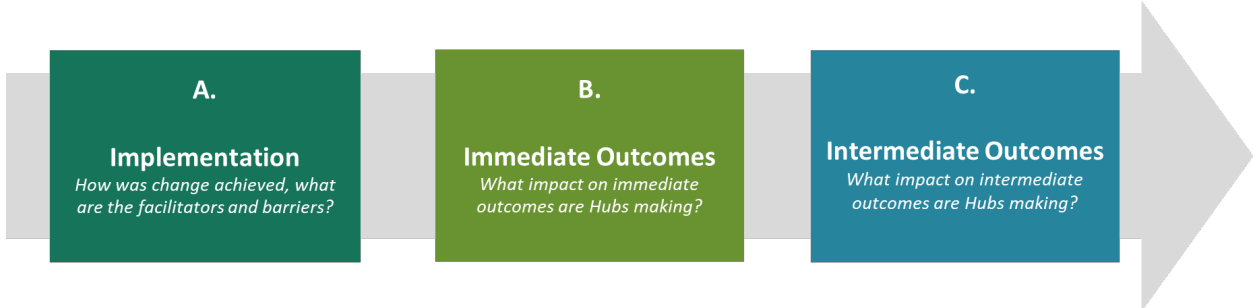 A.
Implementation
How was change achieved, what
are the facilitators and barriers?
B.
Immediate Outcomes
What impact on immediate
outcomes are Hubs making?
C.
Intermediate Outcomes
What impact on intermediate
outcomes are Hubs making?